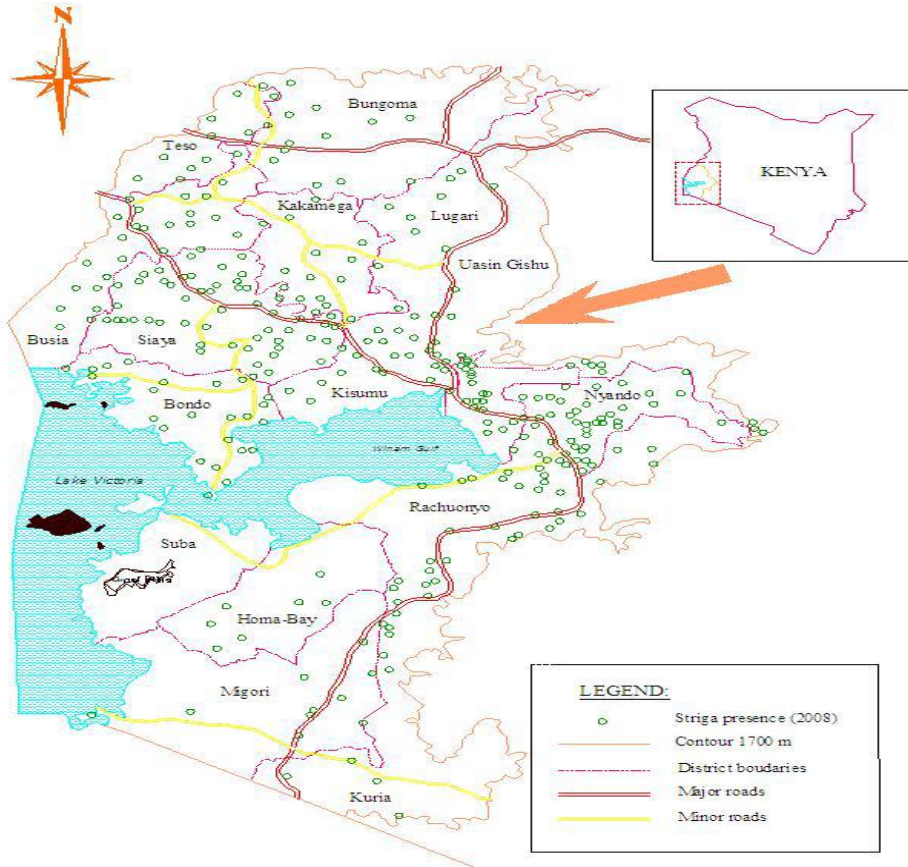 N
Bungoma
Teso
KENYA
Kakamega
Lugari
Uasin Gishu
Busia
Siaya
Kisumu
Nyando
Bondo
Winam Gulf
Lake Victoria
Rachuonyo
Suba
Homa-Bay
Migori
Kuria
LEGEND:
Striga presence (2008)
Contour 1700 m
District boudaries
Major roads
Minor roads